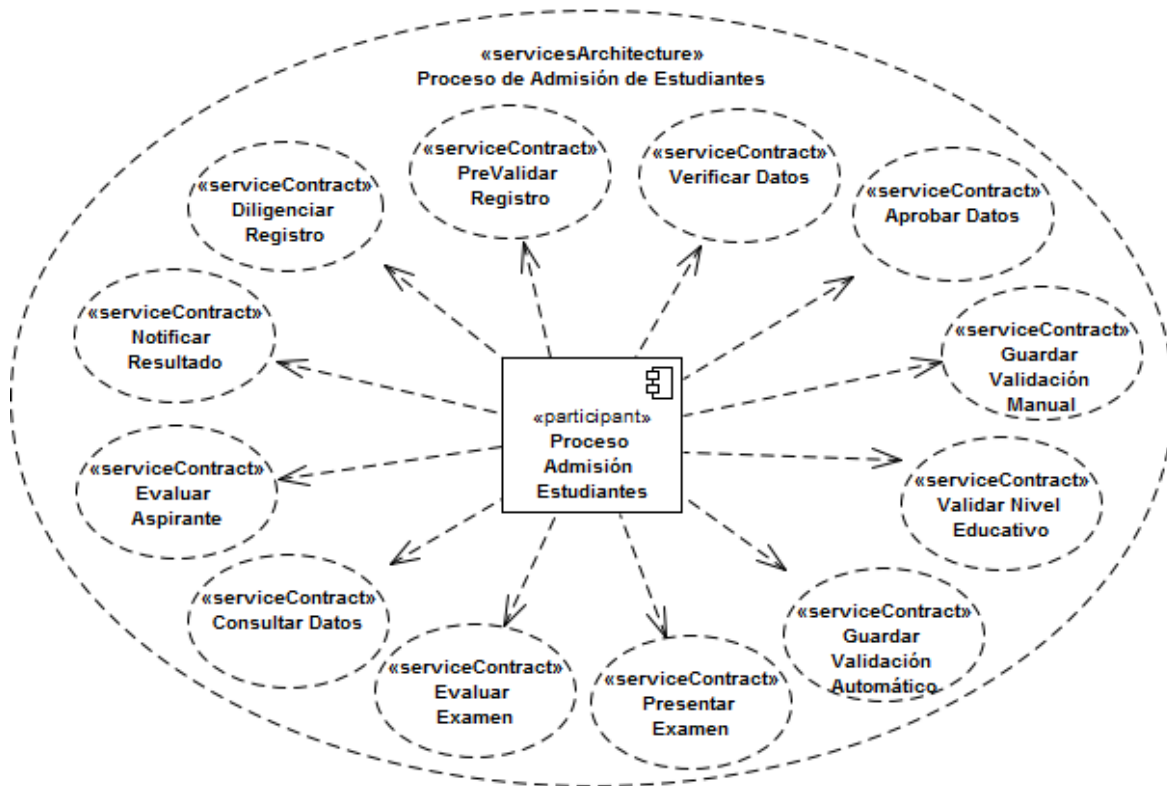 «servicesArchitecture»
Proceso de Admisión de Estudiantes
«serviceContract»
PreValidar
Registro
«serviceContract»
Verificar Datos
«serviceContract»
Diligenciar
Registro
«serviceContract»
Aprobar Datos
«serviceContract»
Notificar
Resultado
«serviceContract»
Guardar
Validación
Manual
«participant»
Proceso
Admisión
Estudiantes
«serviceContract»
Evaluar
Aspirante
«serviceContract»
Validar Nivel
Educativo
«serviceContract»
Consultar Datos
«serviceContract»
Guardar
Validación
Automático
«serviceContract»
Evaluar
Examen
«serviceContract»
Presentar
Examen